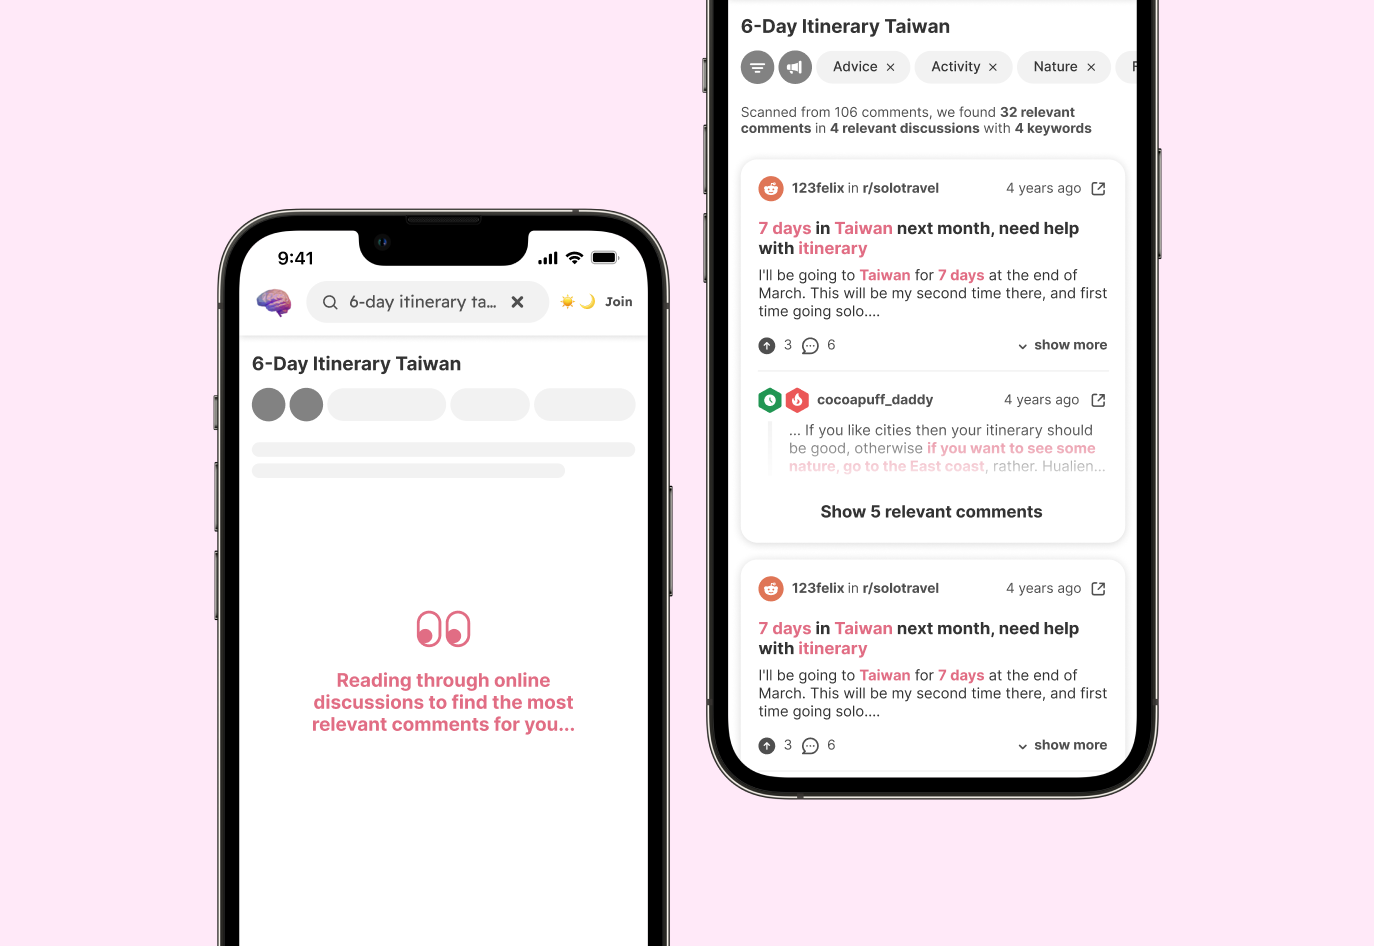 9:41
6-day itinerary ta...
Join
6-Day Itinerary Taiwan
Reading through online
discussions to find the most
relevant comments for you...
6-Day Itinerary Taiwan
Advice
Activity
Nature
Scanned from 106 comments, we found 32 relevant
comments in 4 relevant discussions with 4 keywords
123felix in r/solotravel
4 years ago
7 days in Taiwan next month, need help
with itinerary
I'll be going to Taiwan for 7 days at the end of
March. This will be my second time there, and first
time going solo....
3
6
show more
cocoapuff_daddy
4 years ago
... If you like cities then your itinerary should
be good, otherwise if you want to see some
nature, go to the East coast, rather. Hualien...
Show 5 relevant comments
123felix in r/solotravel
4 years ago
7 days in Taiwan next month, need help
with itinerary
I'll be going to Taiwan for 7 days at the end of
March. This will be my second time there, and first
time going solo....
3
6
show more